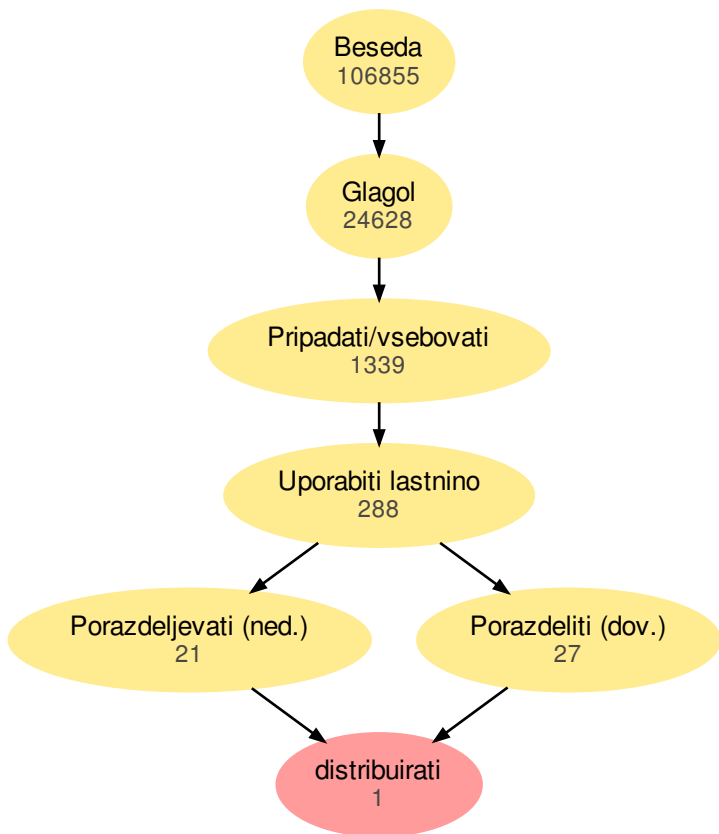 Beseda
106855
Glagol
24628
Pripadati/vsebovati
1339
Uporabiti lastnino
288
Porazdeljevati (ned.)
21
Porazdeliti (dov.)
27
distribuirati
1